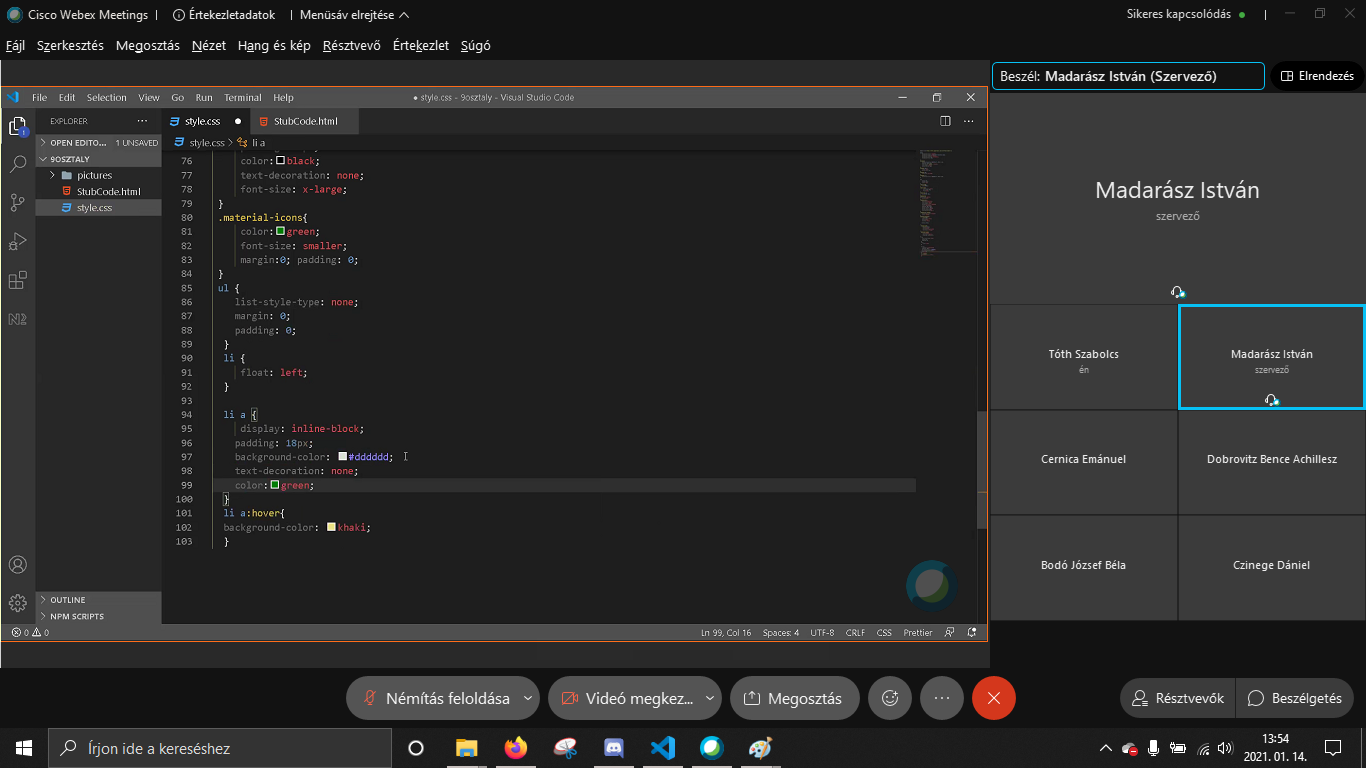 Cisco Webex Meetings | Értekezletadatok | Menüsáv elrejtése
Sikeres kapcsolódás
Fájl Szerkesztés Megosztás Nézet Hang és kép Résztvevő Értekezlet Súgó
Beszél: Madarász István (Szervező)
Elrendezés
File Edit Selection View Go Run Terminal Help
● style.css - 9osztaly - Visual Studio Code
EXPLORER ...
style.css ● StubCode.html
OPEN EDITO... 1 UNSAVED
9OSZTALY
pictures
StubCode.html
style.css
OUTLINE
NPM SCRIPTS
style.css > li a
76 color: black;
77 text-decoration: none;
78 font-size: x-large;
79 }
80 .material-icons{
81 color: green;
82 font-size: smaller;
83 margin:0; padding: 0;
84 }
85 ul {
86 list-style-type: none;
87 margin: 0;
88 padding: 0;
89 }
90 li {
91 float: left;
92 }
93
94 li a {
95 display: inline-block;
96 padding: 18px;
97 background-color: #dddddd;
98 text-decoration: none;
99 color: green;
100 }
101 li a:hover{
102 background-color: khaki;
103 }
0 0
Ln 99, Col 16 Spaces: 4 UTF-8 CRLF CSS Prettier
Madarász István
szervező
Tóth Szabolcs
én
Madarász István
szervező
Cernica Emánuel
Dobrovitz Bence Achillesz
Bodó József Béla
Czinege Dániel
Némítás feloldása
Videó megkez...
Megosztás
Résztvevők
Beszélgetés
Írjon ide a kereséshez
13:54
2021. 01. 14.